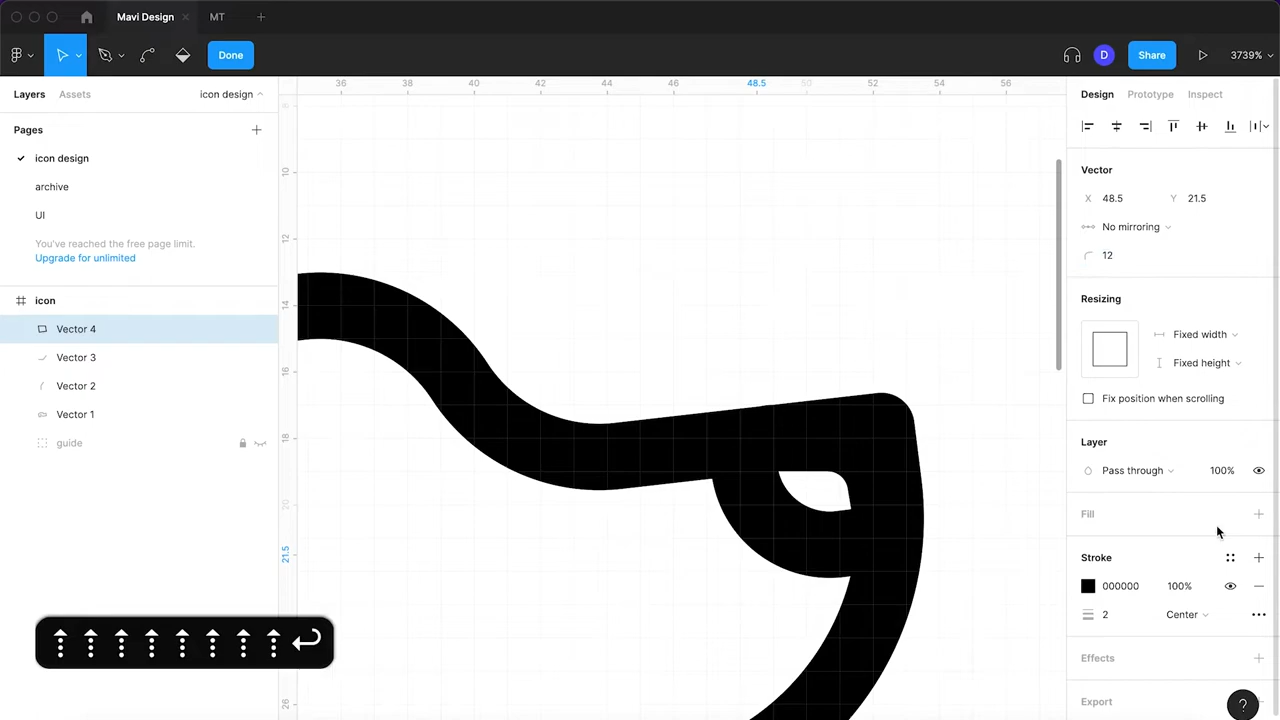 Mavi Design
MT
Done
D
Share
3739%
Layers
Assets
icon design
36 38 40 42 44 46 48.5 50 52 54 56
Design
Prototype
Inspect
Pages
icon design
archive
UI
You've reached the free page limit.
Upgrade for unlimited
icon
Vector 4
Vector 3
Vector 2
Vector 1
guide
8
10
12
14
16
18
20
21.5
26
Vector
X 48.5
Y 21.5
No mirroring
12
Resizing
Fixed width
Fixed height
Fix position when scrolling
Layer
Pass through
100%
Fill
Stroke
000000
100%
2
Center
Effects
Export
?